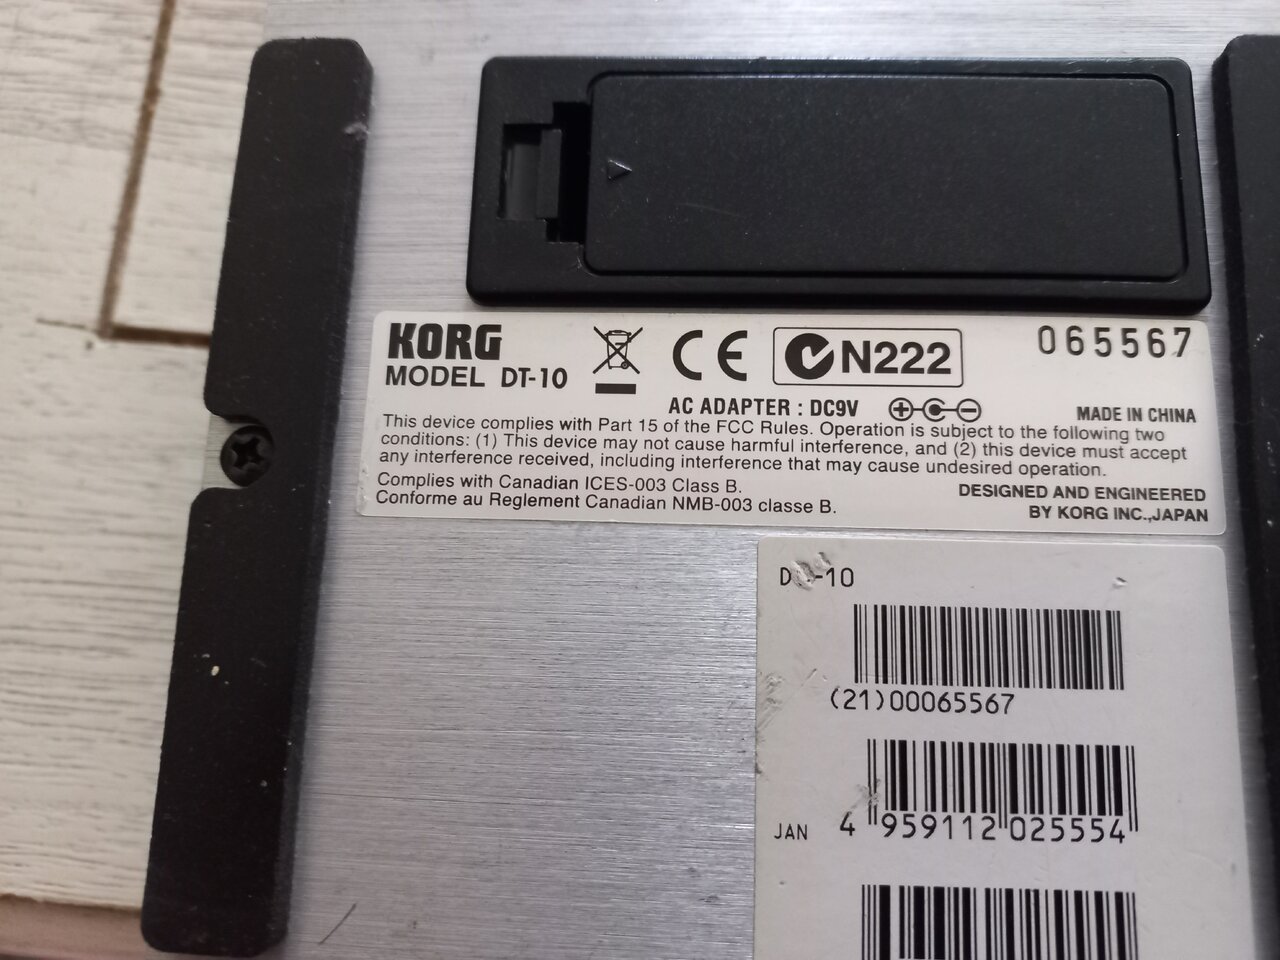 KORG
MODEL DT-10
CE
N222
065567
AC ADAPTER : DC9V
MADE IN CHINA
This device complies with Part 15 of the FCC Rules. Operation is subject to the following two
conditions: (1) This device may not cause harmful interference, and (2) this device must accept
any interference received, including interference that may cause undesired operation.
Complies with Canadian ICES-003 Class B.
Conforme au Reglement Canadian NMB-003 classe B.
DESIGNED AND ENGINEERED
BY KORG INC.,JAPAN
-10
(21)00065567
JAN 4 959112 025554